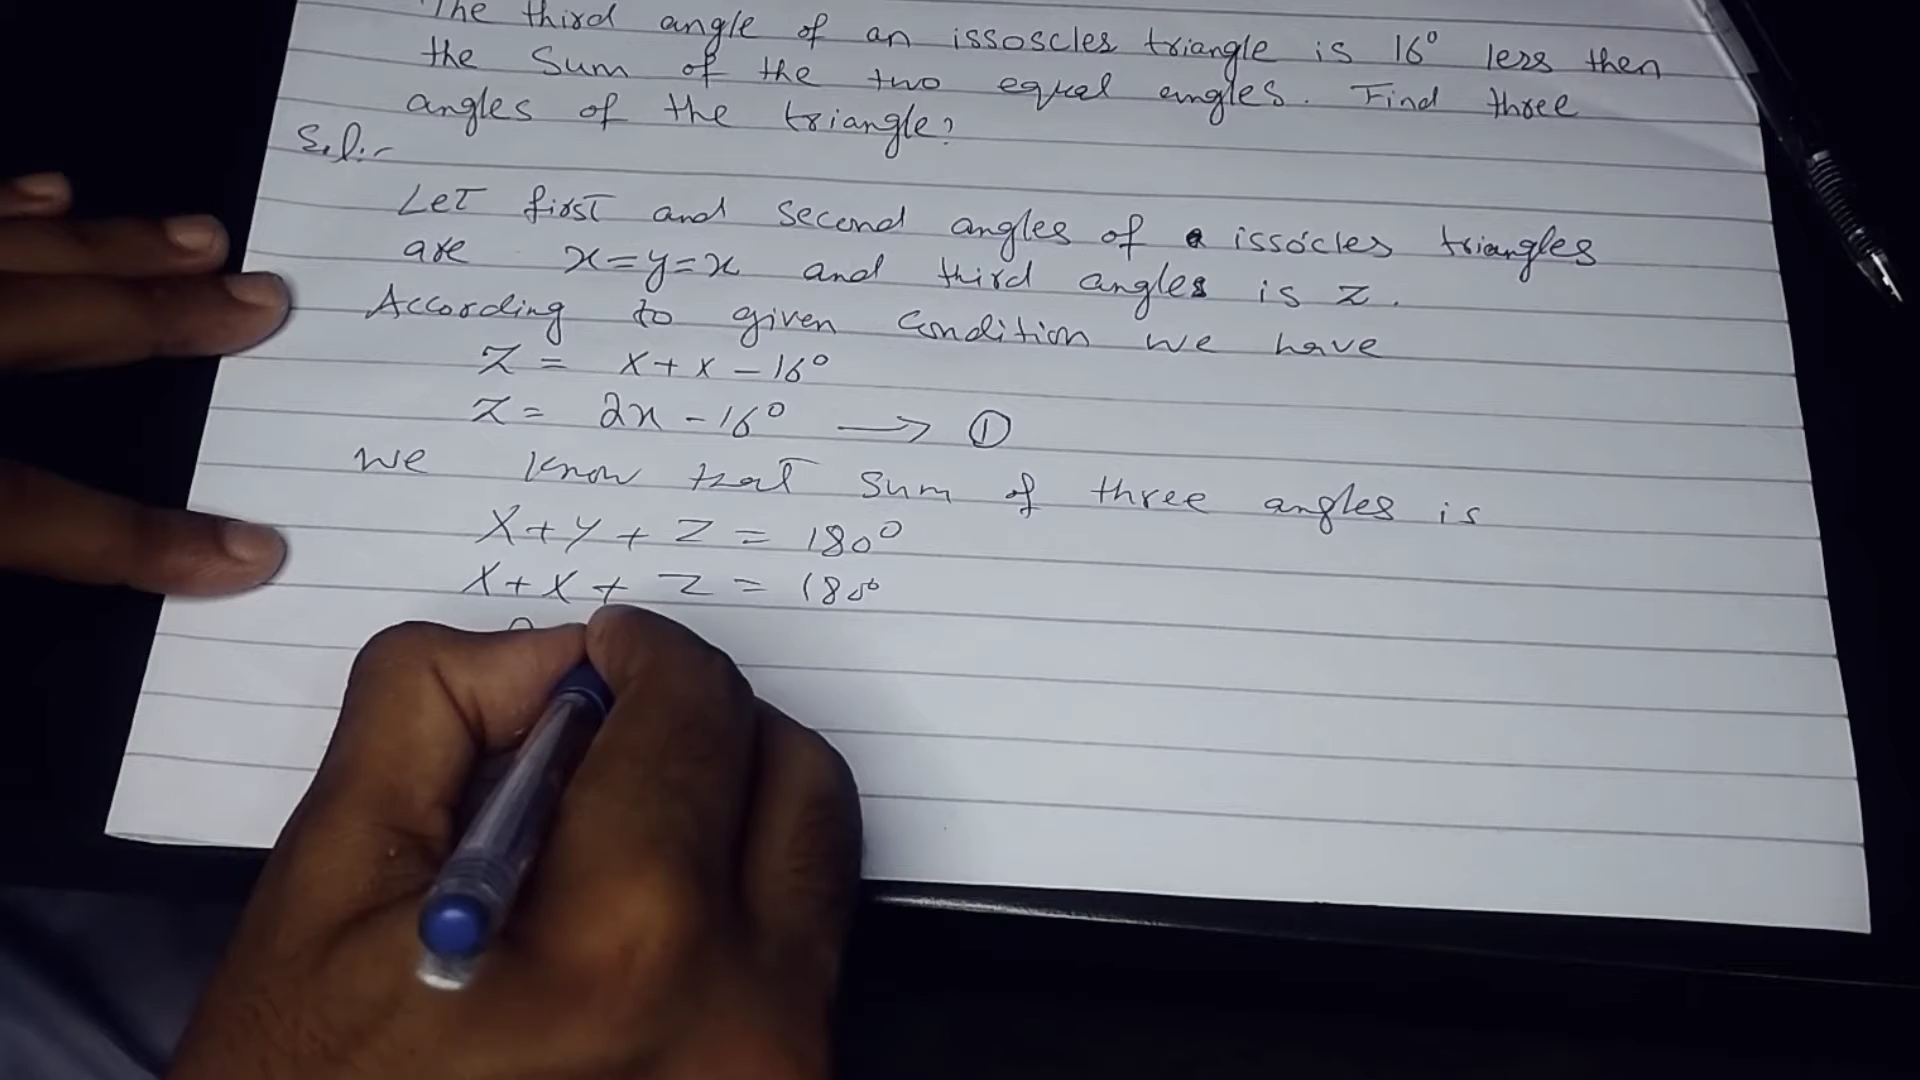 The third angle of an issoscles triangle is 16° less then
the sum of the two equal angles. Find three
angles of the triangle?
Sol:-
Let first and second angles of a issocles triangles
are x=y=x and third angles is z.
According to given condition we have
z = x+x-16°
z = 2x-16° → ①
we know that sum of three angles is
x+y+z = 180°
x+x+z = 180°